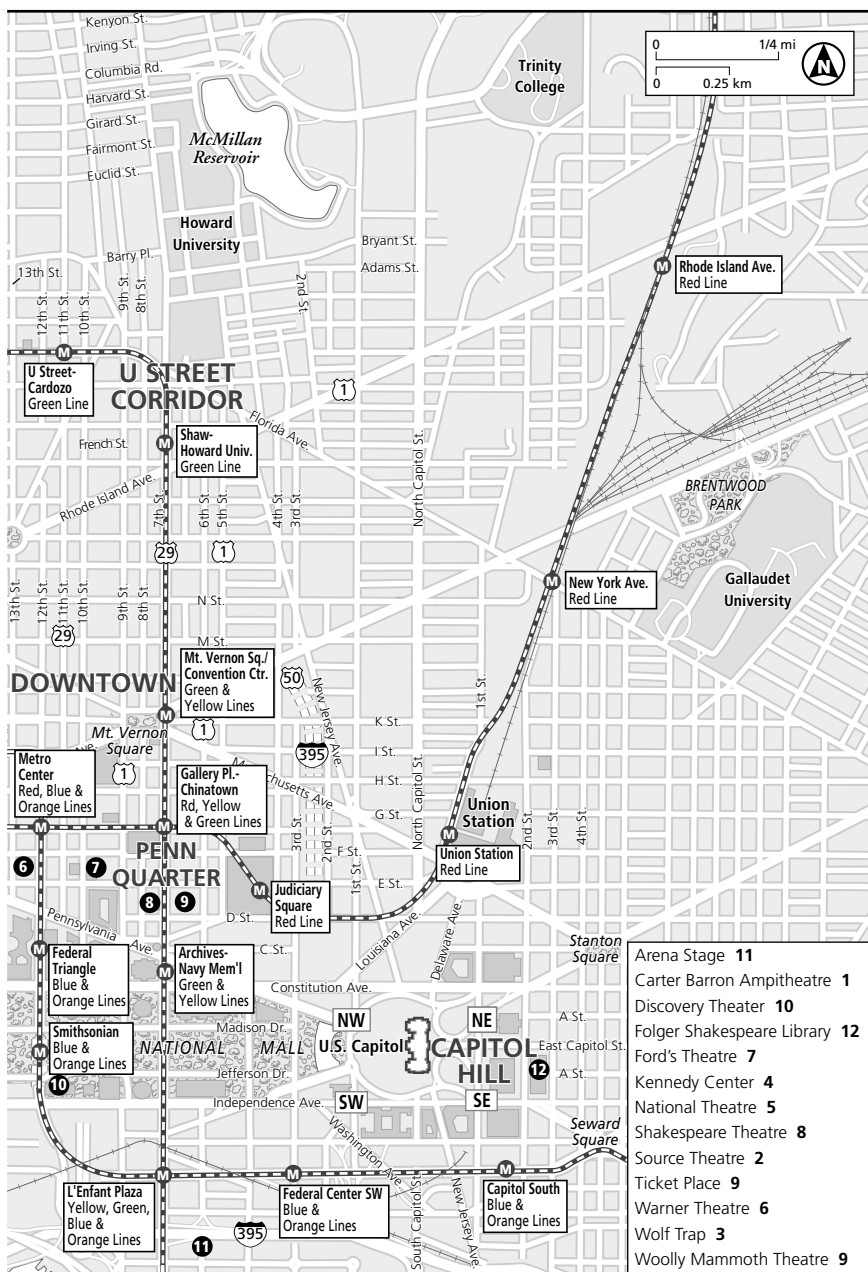 Kenyon St.
Irving St.
Columbia Rd.
Harvard St.
Girard St.
Fairmont St.
Euclid St.
McMillan
Reservoir
Trinity
College
0 1/4 mi
0 0.25 km
N
Howard
University
Barry Pl.
Bryant St.
Adams St.
2nd St.
13th St.
12th St.
11th St.
10th St.
9th St.
8th St.
M
Rhode Island Ave.
Red Line
M
U Street-
Cardozo
Green Line
U STREET
CORRIDOR
1
Florida Ave.
French St.
M
Shaw-
Howard Univ.
Green Line
Rhode Island Ave.
7th St.
6th St.
5th St.
4th St.
3rd St.
North Capitol St.
BRENTWOOD
PARK
29
1
Gallaudet
University
M
New York Ave.
Red Line
13th St.
12th St.
11th St.
10th St.
9th St.
8th St.
N St.
29
M St.
DOWNTOWN
Mt. Vernon Sq./
Convention Ctr.
Green &
Yellow Lines
M
50
New Jersey Ave.
1st St.
K St.
1
Mt. Vernon
Square
Ave.
395
I St.
Metro
Center
Red, Blue &
Orange Lines
M
1
Gallery Pl.-
Chinatown
Rd, Yellow
& Green Lines
M
Massachusetts Ave.
H St.
G St.
North Capitol St.
Union
Station
M
Union Station
Red Line
2nd St.
3rd St.
4th St.
3rd St.
2nd St.
F St.
1st St.
E St.
6
7
PENN
QUARTER
8
9
M
Judiciary
Square
Red Line
D St.
Pennsylvania
Ave.
C St.
Louisiana Ave.
Delaware Ave.
Stanton
Square
M
Federal
Triangle
Blue &
Orange Lines
M
Archives-
Navy Mem'l
Green &
Yellow Lines
Constitution Ave.
NW
NE
A St.
Madison Dr.
M
Smithsonian
Blue &
Orange Lines
NATIONAL MALL
U.S. Capitol
CAPITOL
HILL
East Capitol St.
12
A St.
10
Jefferson Dr.
Independence Ave.
SW
SE
Seward
Square
Washington Ave.
M
L'Enfant Plaza
Yellow, Green,
Blue &
Orange Lines
M
Federal Center SW
Blue &
Orange Lines
M
Capitol South
Blue &
Orange Lines
South Capitol St.
New Jersey Ave.
11
395
Arena Stage 11
Carter Barron Ampitheatre 1
Discovery Theater 10
Folger Shakespeare Library 12
Ford's Theatre 7
Kennedy Center 4
National Theatre 5
Shakespeare Theatre 8
Source Theatre 2
Ticket Place 9
Warner Theatre 6
Wolf Trap 3
Woolly Mammoth Theatre 9